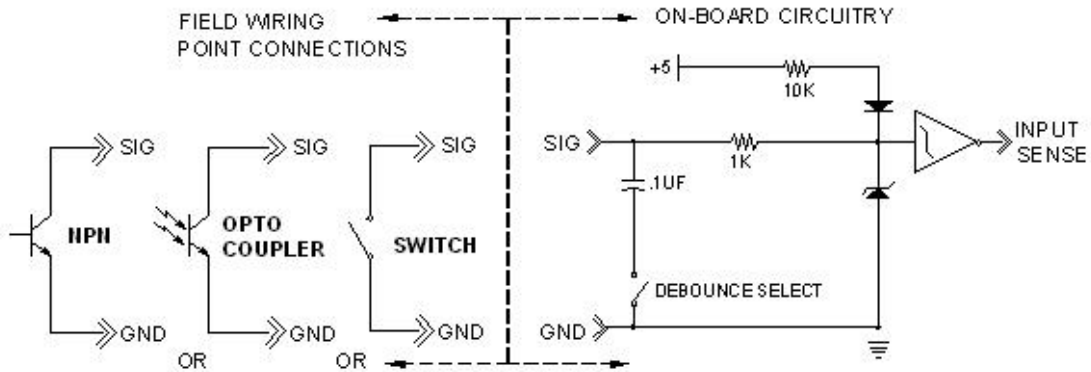 FIELD WIRING
POINT CONNECTIONS
ON-BOARD CIRCUITRY
+5
10K
SIG
SIG
SIG
SIG
1K
INPUT
SENSE
.1UF
NPN
OPTO
COUPLER
SWITCH
DEBOUNCE SELECT
GND
GND
GND
GND
OR
OR